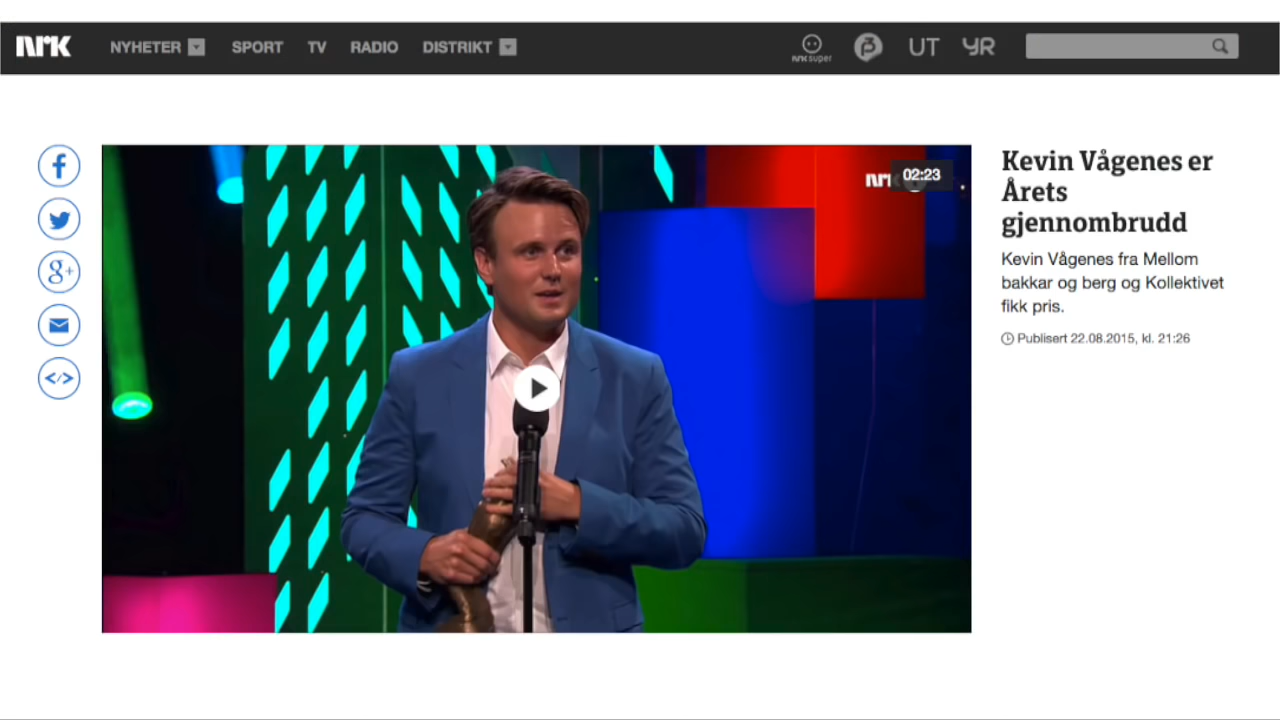 NRK NYHETER SPORT TV RADIO DISTRIKT nrk super P3 UT YR
f
g+
</>
nrk 02:23
Kevin Vågenes er
Årets
gjennombrudd
Kevin Vågenes fra Mellom
bakkar og berg og Kollektivet
fikk pris.
Publisert 22.08.2015, kl. 21:26